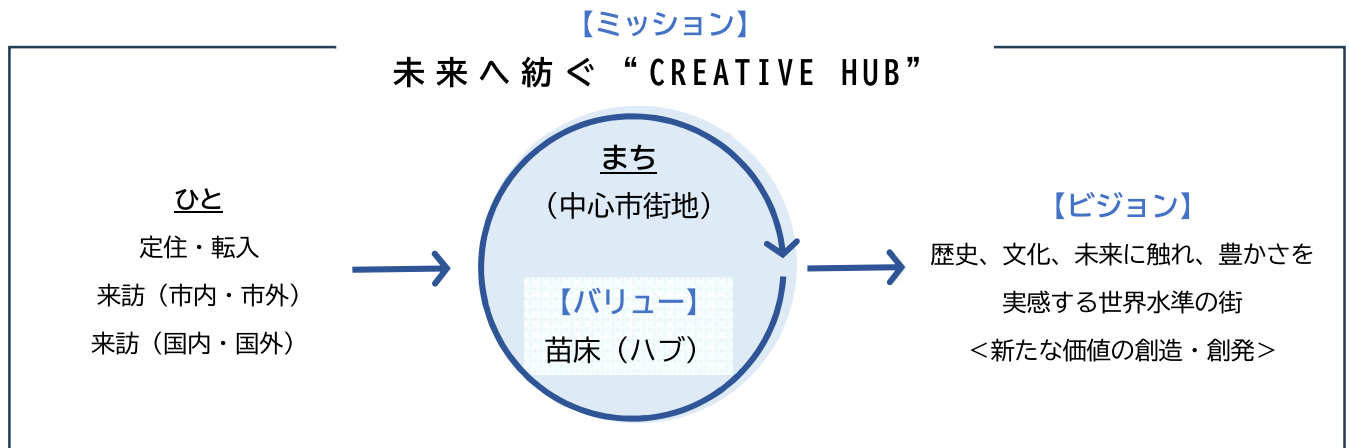 【ミッション】
未来へ紡ぐ“CREATIVE HUB”
ひと
定住・転入
来訪（市内・市外）
来訪（国内・国外）
まち
（中心市街地）
【バリュー】
苗床（ハブ）
【ビジョン】
歴史、文化、未来に触れ、豊かさを
実感する世界水準の街
＜新たな価値の創造・創発＞